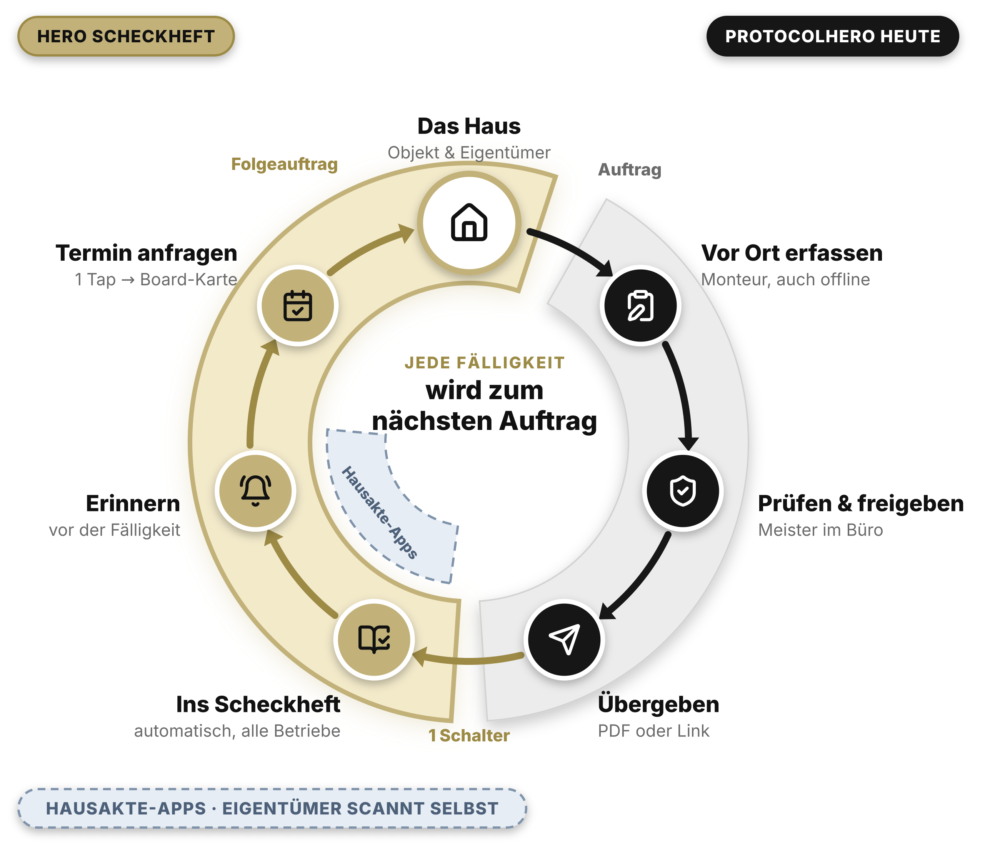 HERO SCHECKHEFT
PROTOCOLHERO HEUTE
Das Haus
Objekt & Eigentümer
Folgeauftrag
Auftrag
Termin anfragen
1 Tap → Board-Karte
Vor Ort erfassen
Monteur, auch offline
JEDE FÄLLIGKEIT
wird zum
nächsten Auftrag
Hausakte-Apps
Erinnern
vor der Fälligkeit
Prüfen & freigeben
Meister im Büro
Ins Scheckheft
automatisch, alle Betriebe
1 Schalter
Übergeben
PDF oder Link
HAUSAKTE-APPS · EIGENTÜMER SCANNT SELBST